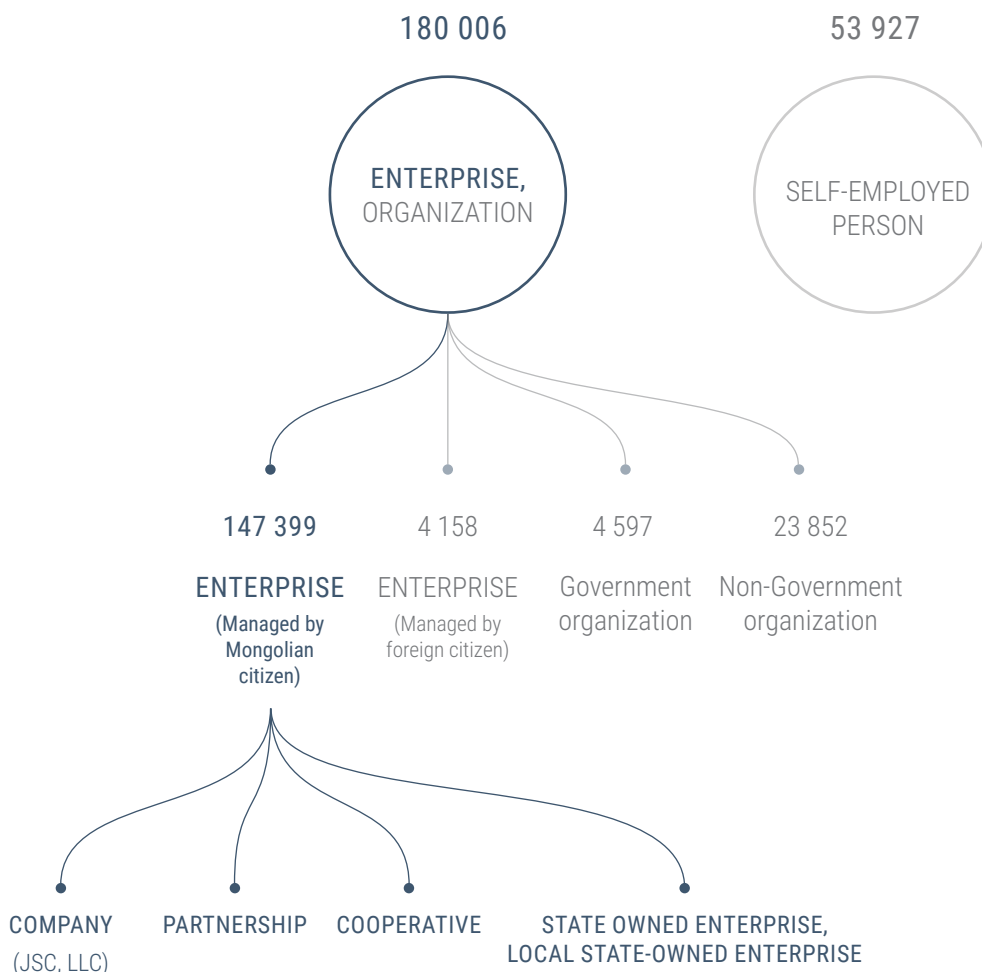 180 006
53 927
ENTERPRISE,
ORGANIZATION
SELF-EMPLOYED
PERSON
147 399
4 158
4 597
23 852
ENTERPRISE
(Managed by
Mongolian
citizen)
ENTERPRISE
(Managed by
foreign citizen)
Government
organization
Non-Government
organization
COMPANY
(JSC, LLC)
PARTNERSHIP
COOPERATIVE
STATE OWNED ENTERPRISE,
LOCAL STATE-OWNED ENTERPRISE